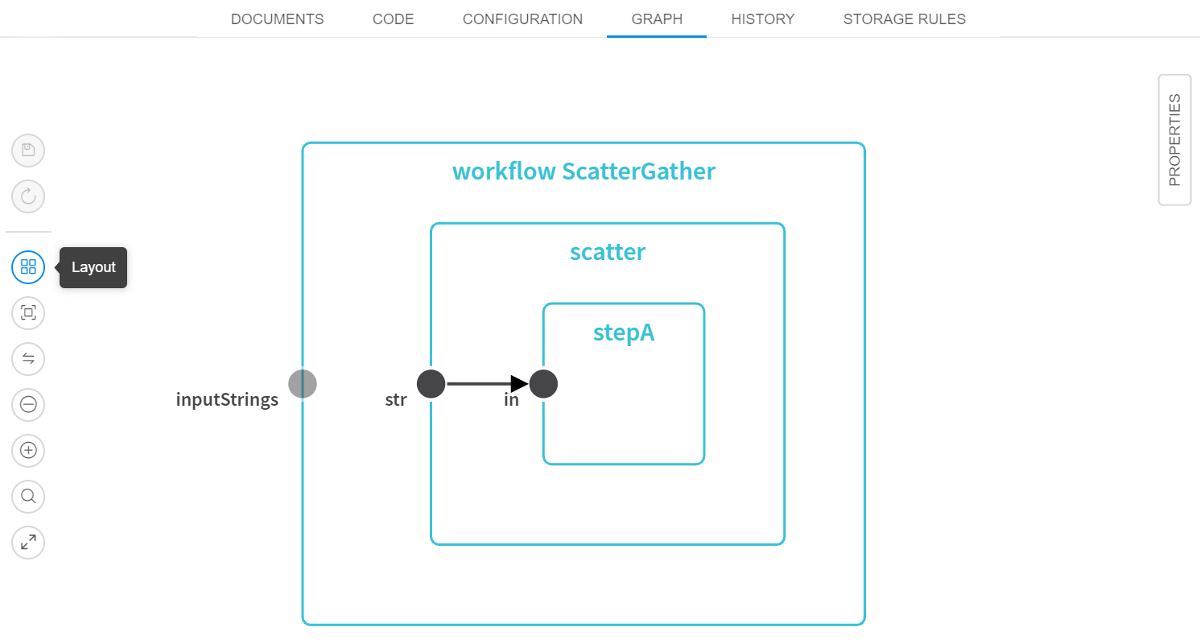 DOCUMENTS CODE CONFIGURATION GRAPH HISTORY STORAGE RULES
PROPERTIES
workflow ScatterGather
scatter
Layout
stepA
inputStrings str in